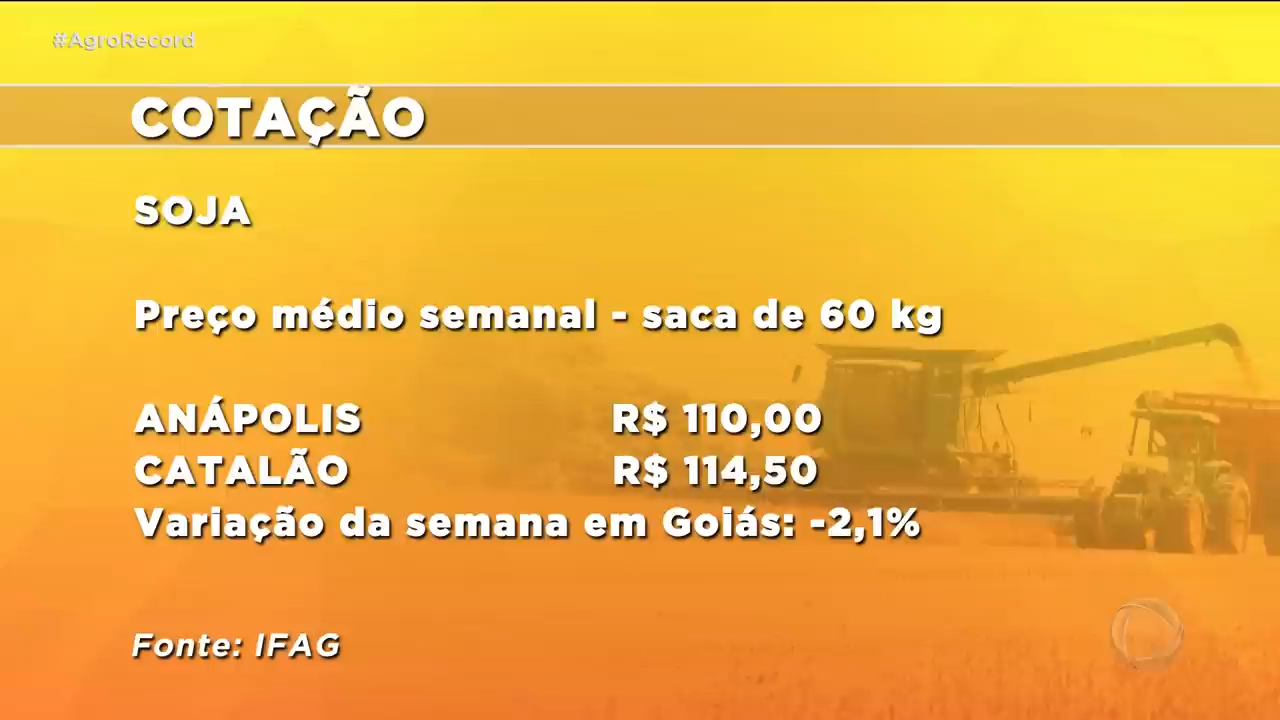 #AgroRecord
COTAÇÃO
SOJA
Preço médio semanal - saca de 60 kg
ANÁPOLIS R$ 110,00
CATALÃO R$ 114,50
Variação da semana em Goiás: -2,1%
Fonte: IFAG